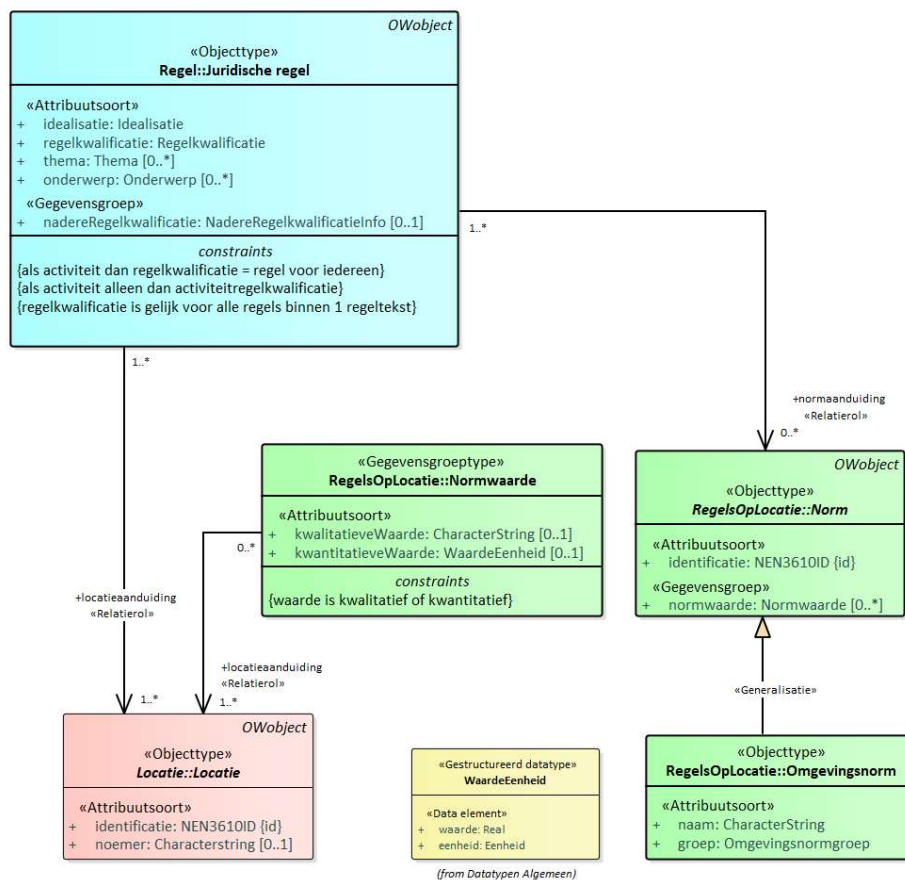 OWobject
«Objecttype»
Regel::Juridische regel
«Attribuutsoort»
+ idealisatie: Idealisatie
+ regelkwalificatie: Regelkwalificatie
+ thema: Thema [0..*]
+ onderwerp: Onderwerp [0..*]
«Gegevensgroep»
+ nadereRegelkwalificatie: NadereRegelkwalificatieInfo [0..1]
constraints
{als activiteit dan regelkwalificatie = regel voor iedereen}
{als activiteit alleen dan activiteitregelkwalificatie}
{regelkwalificatie is gelijk voor alle regels binnen 1 regeltekst}
1..*
1..*
+normaanduiding
«Relatierol»
0..*
«Gegevensgroeptype»
RegelsOpLocatie::Normwaarde
«Attribuutsoort»
+ kwalitatieveWaarde: CharacterString [0..1]
+ kwantitatieveWaarde: WaardeEenheid [0..1]
constraints
{waarde is kwalitatief of kwantitatief}
0..*
OWobject
«Objecttype»
RegelsOpLocatie::Norm
«Attribuutsoort»
+ identificatie: NEN3610ID {id}
«Gegevensgroep»
+ normwaarde: Normwaarde [0..*]
+locatieaanduiding
«Relatierol»
1..*
+locatieaanduiding
«Relatierol»
1..*
«Generalisatie»
OWobject
«Objecttype»
Locatie::Locatie
«Attribuutsoort»
+ identificatie: NEN3610ID {id}
+ noemer: Characterstring [0..1]
«Gestructureerd datatype»
WaardeEenheid
«Data element»
+ waarde: Real
+ eenheid: Eenheid
(from Datatypen Algemeen)
«Objecttype»
RegelsOpLocatie::Omgevingsnorm
«Attribuutsoort»
+ naam: CharacterString
+ groep: Omgevingsnormgroep